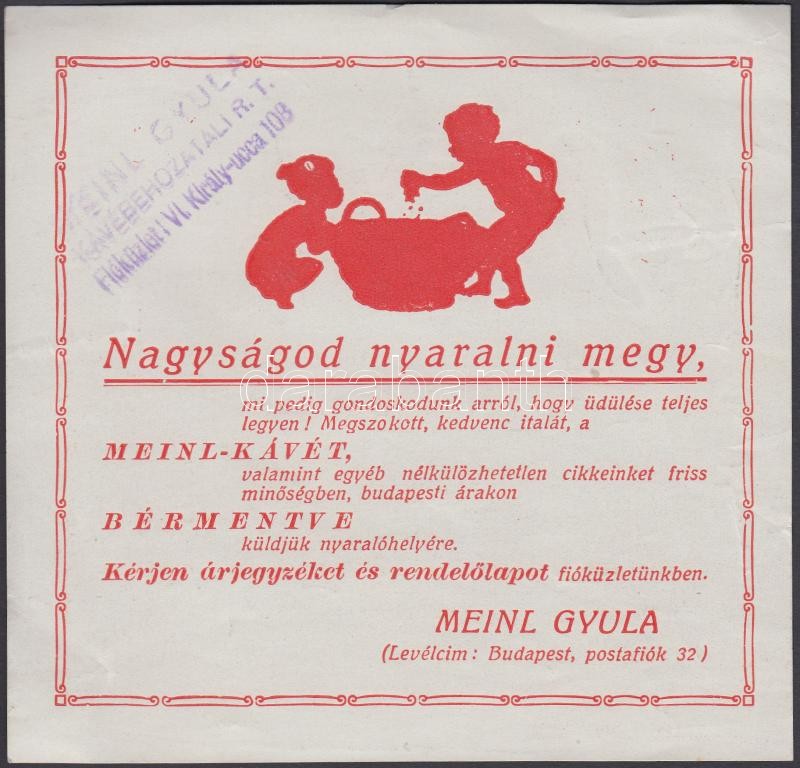 MEINL GYULA
KÁVÉBEHOZATALI R. T.
Fióküzlet: VI. Király-ucca 108
Nagyságod nyaralni megy,
darabanth
mi pedig gondoskodunk arról, hogy üdülése teljes
legyen! Megszokott, kedvenc italát, a
MEINL-KÁVÉT,
valamint egyéb nélkülözhetetlen cikkeinket friss
minőségben, budapesti árakon
BÉRMENTVE
küldjük nyaralóhelyére.
Kérjen árjegyzéket és rendelőlapot fióküzletünkben.
MEINL GYULA
(Levélcim: Budapest, postafiók 32)